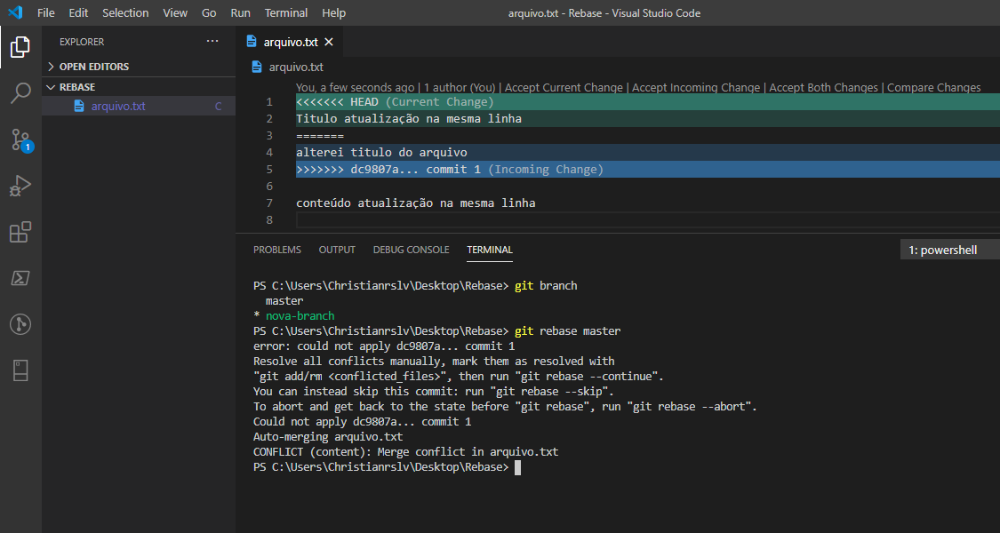 File Edit Selection View Go Run Terminal Help
arquivo.txt - Rebase - Visual Studio Code
EXPLORER ...
OPEN EDITORS
REBASE
arquivo.txt C
1
arquivo.txt
arquivo.txt
You, a few seconds ago | 1 author (You) | Accept Current Change | Accept Incoming Change | Accept Both Changes | Compare Changes
1 <<<<<<< HEAD (Current Change)
2 Titulo atualização na mesma linha
3 =======
4 alterei titulo do arquivo
5 >>>>>>> dc9807a... commit 1 (Incoming Change)
6
7 conteúdo atualização na mesma linha
8
PROBLEMS OUTPUT DEBUG CONSOLE TERMINAL
1: powershell
PS C:\Users\Christianrslv\Desktop\Rebase> git branch
master
* nova-branch
PS C:\Users\Christianrslv\Desktop\Rebase> git rebase master
error: could not apply dc9807a... commit 1
Resolve all conflicts manually, mark them as resolved with
"git add/rm <conflicted_files>", then run "git rebase --continue".
You can instead skip this commit: run "git rebase --skip".
To abort and get back to the state before "git rebase", run "git rebase --abort".
Could not apply dc9807a... commit 1
Auto-merging arquivo.txt
CONFLICT (content): Merge conflict in arquivo.txt
PS C:\Users\Christianrslv\Desktop\Rebase>